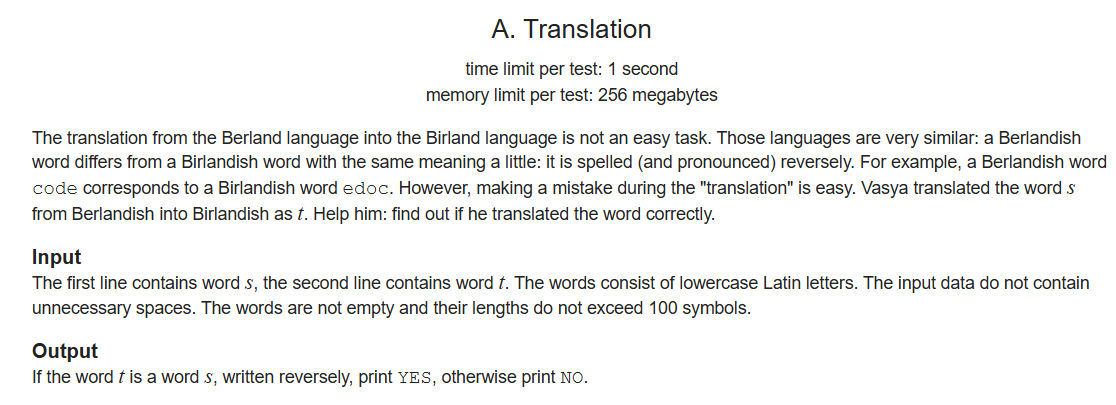 A. Translation
time limit per test: 1 second
memory limit per test: 256 megabytes
The translation from the Berland language into the Birland language is not an easy task. Those languages are very similar: a Berlandish
word differs from a Birlandish word with the same meaning a little: it is spelled (and pronounced) reversely. For example, a Berlandish word
code corresponds to a Birlandish word edoc. However, making a mistake during the "translation" is easy. Vasya translated the word s
from Berlandish into Birlandish as t. Help him: find out if he translated the word correctly.
Input
The first line contains word s, the second line contains word t. The words consist of lowercase Latin letters. The input data do not contain
unnecessary spaces. The words are not empty and their lengths do not exceed 100 symbols.
Output
If the word t is a word s, written reversely, print YES, otherwise print NO.